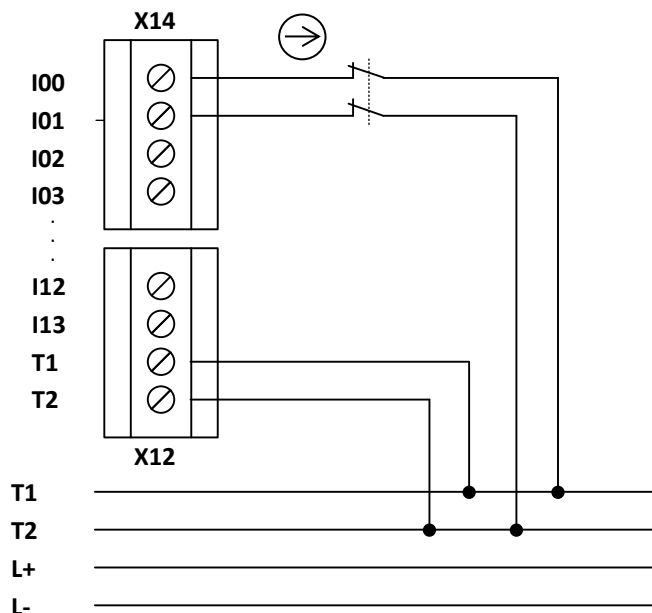 X14
I00
I01
I02
I03
.
.
.
I12
I13
T1
T2
X12
T1
T2
L+
L-